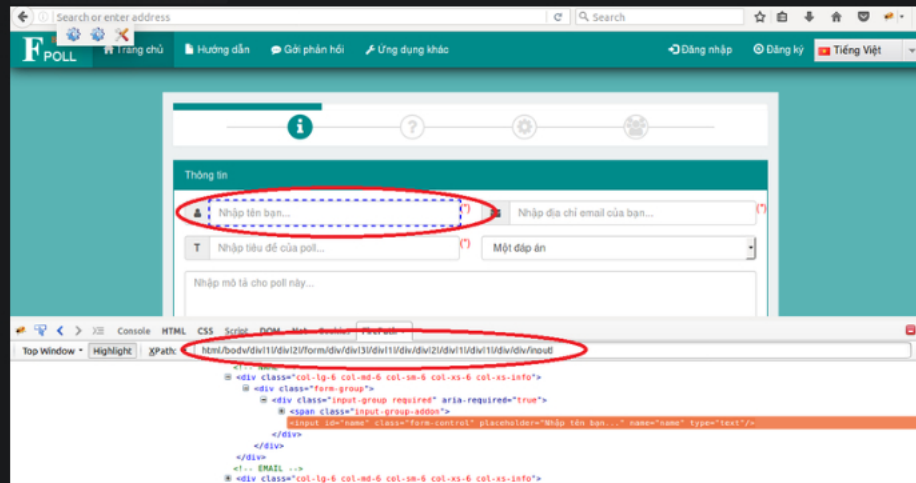 Search or enter address
Search
F POLL
Trang chủ
Hướng dẫn
Gởi phản hồi
Ứng dụng khác
Đăng nhập
Đăng ký
Tiếng Việt
Thông tin
Nhập tên bạn...
(*)
Nhập địa chỉ email của bạn...
(*)
T
Nhập tiêu đề của poll...
(*)
Một đáp án
Nhập mô tả cho poll này...
Console HTML CSS Script DOM Net Cookies FirePath
Top Window Highlight XPath: html/body/div[1]/div[2]/form/div/div[3]/div[1]/div/div[2]/div[1]/div[1]/div/div/input
<!-- NAME -->
<div class="col-lg-6 col-md-6 col-sm-6 col-xs-6 col-xs-info">
<div class="form-group">
<div class="input-group required" aria-required="true">
<span class="input-group-addon">
<input id="name" class="form-control" placeholder="Nhập tên bạn..." name="name" type="text"/>
</div>
</div>
</div>
<!-- EMAIL -->
<div class="col-lg-6 col-md-6 col-sm-6 col-xs-6 col-xs-info">